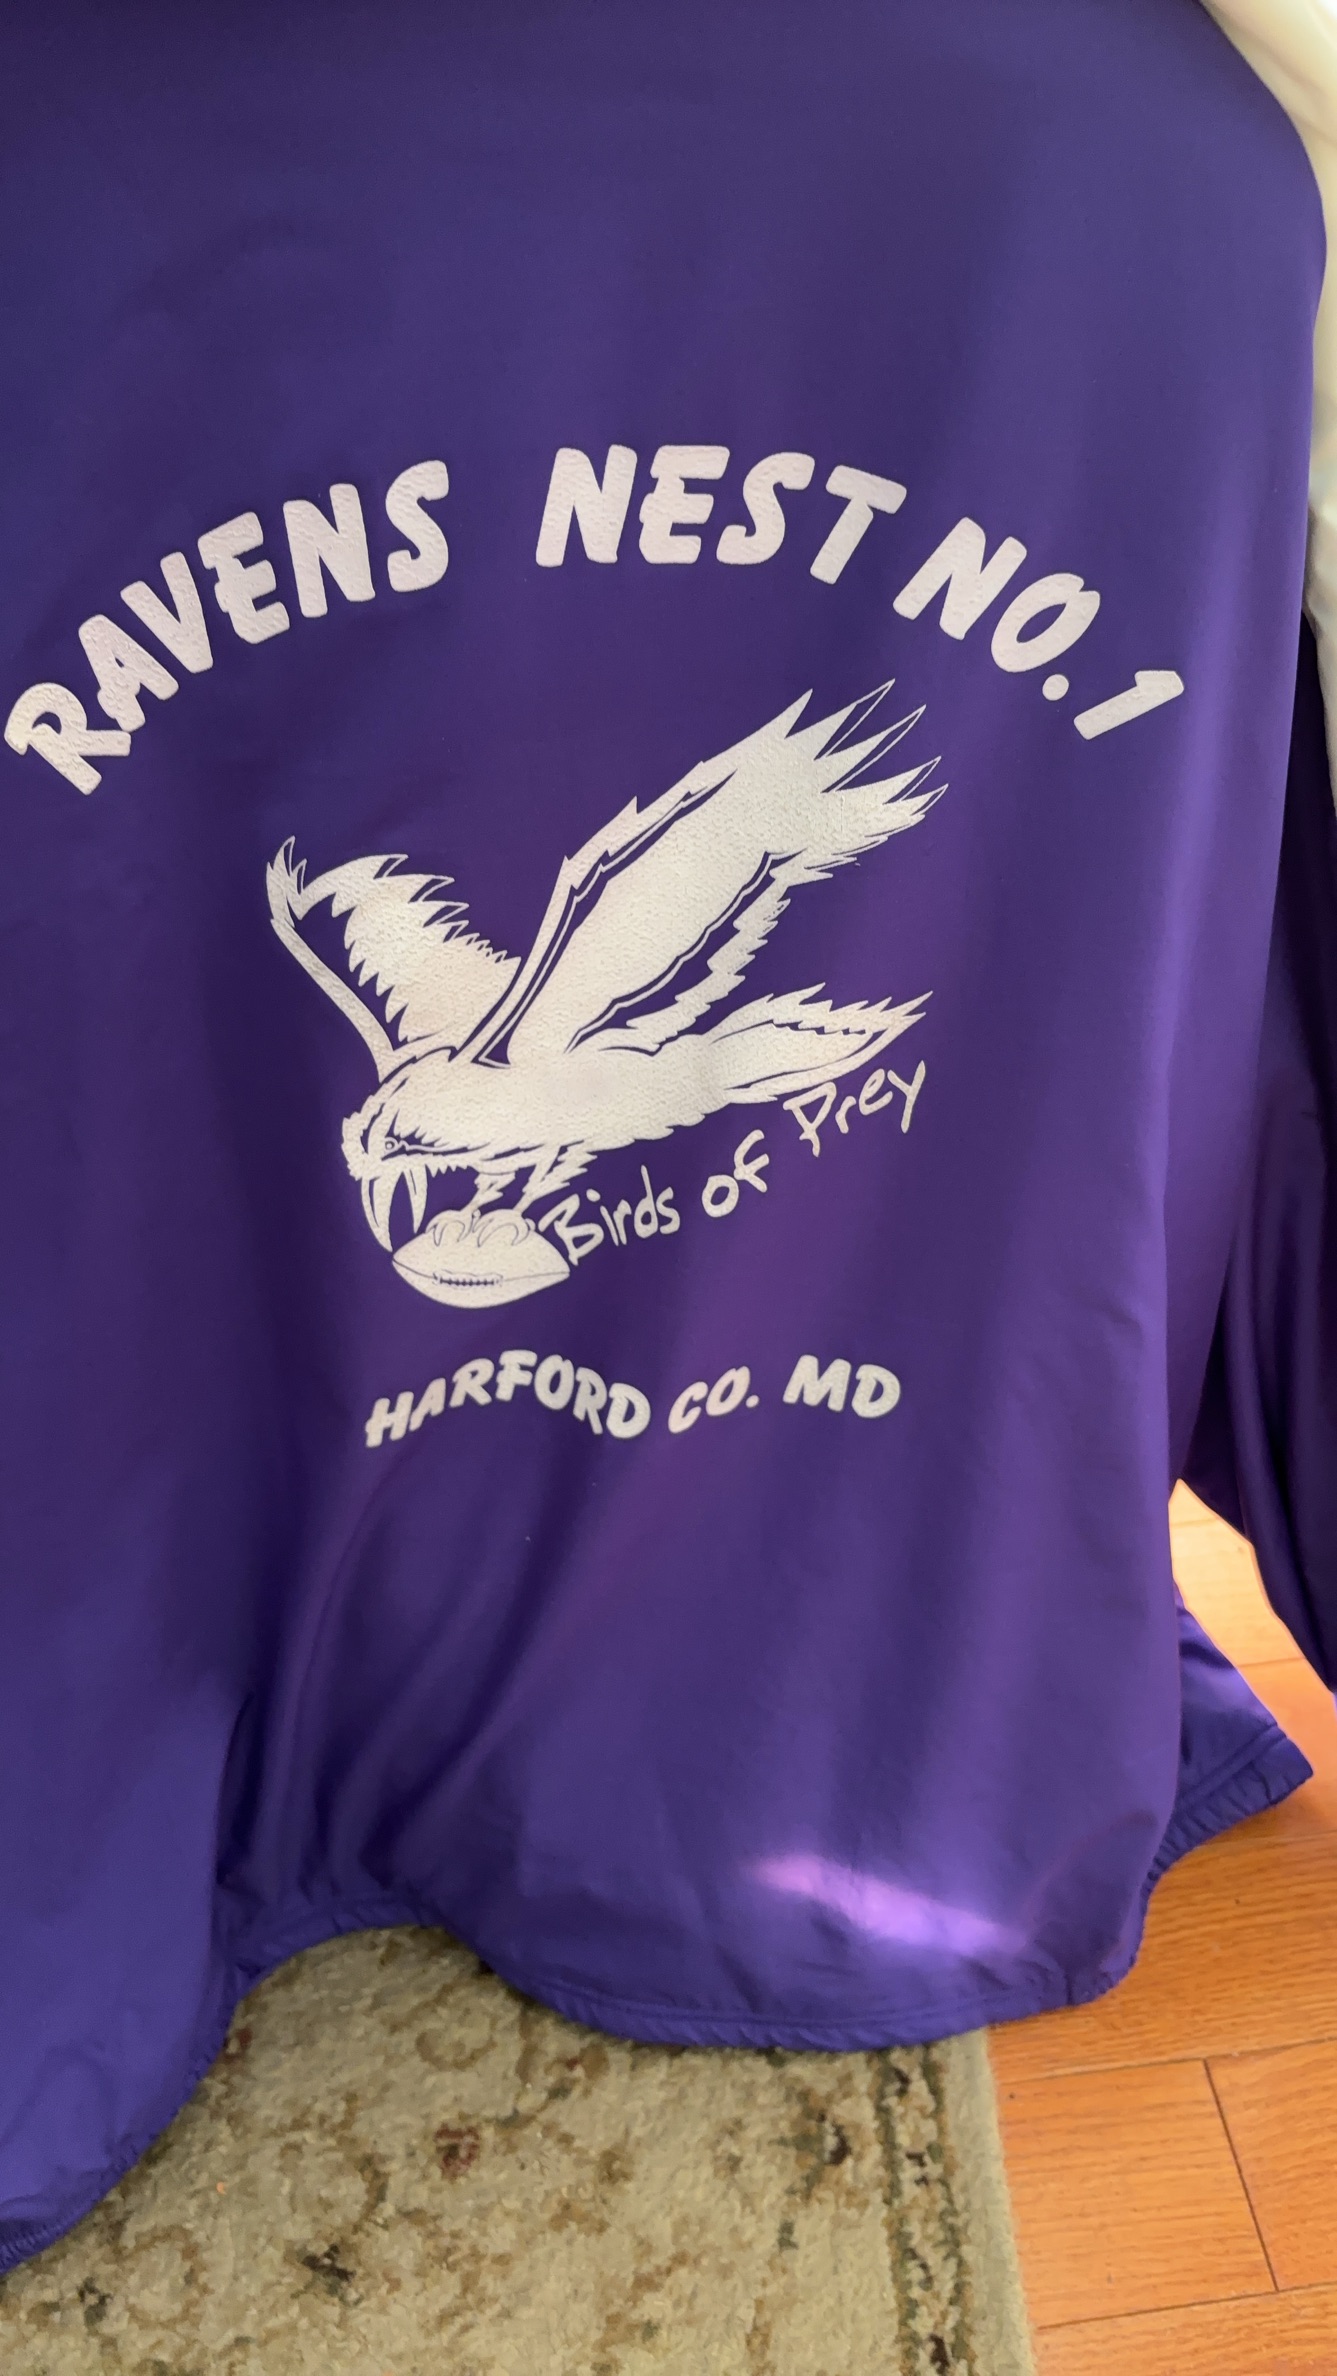 RAVENS NEST NO.1
Birds of Prey
HARFORD CO. MD